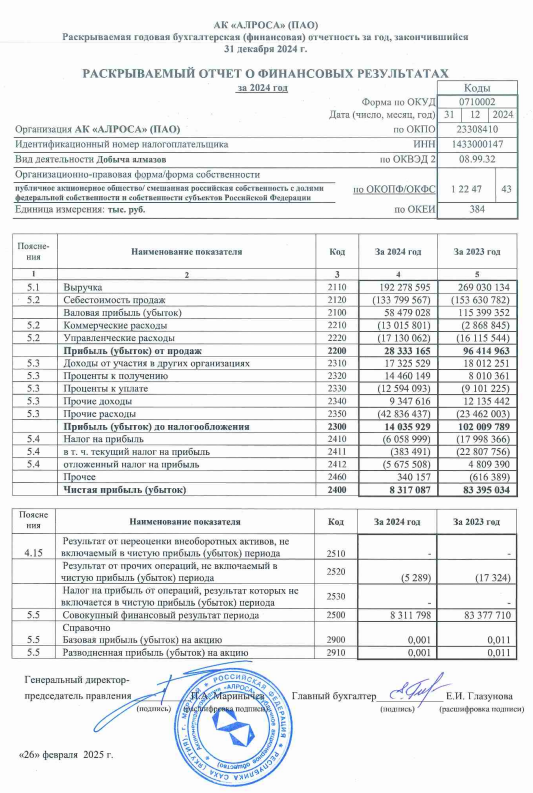 АК «АЛРОСА» (ПАО)
Раскрываемая годовая бухгалтерская (финансовая) отчетность за год, закончившийся
31 декабря 2024 г.
РАСКРЫВАЕМЫЙ ОТЧЕТ О ФИНАНСОВЫХ РЕЗУЛЬТАТАХ
за 2024 год
Коды
Форма по ОКУД 0710002
Дата (число, месяц, год) 31 12 2024
Организация АК «АЛРОСА» (ПАО) по ОКПО 23308410
Идентификационный номер налогоплательщика ИНН 1433000147
Вид деятельности Добыча алмазов по ОКВЭД 2 08.99.32
Организационно-правовая форма/форма собственности
публичное акционерное общество/ смешанная российская собственность с долями
федеральной собственности и собственности субъектов Российской Федерации по ОКОПФ/ОКФС 1 22 47 43
Единица измерения: тыс. руб. по ОКЕИ 384
Поясне-
ния Наименование показателя Код За 2024 год За 2023 год
1 2 3 4 5
5.1 Выручка 2110 192 278 595 269 030 134
5.2 Себестоимость продаж 2120 (133 799 567) (153 630 782)
Валовая прибыль (убыток) 2100 58 479 028 115 399 352
5.2 Коммерческие расходы 2210 (13 015 801) (2 868 845)
5.2 Управленческие расходы 2220 (17 130 062) (16 115 544)
Прибыль (убыток) от продаж 2200 28 333 165 96 414 963
5.3 Доходы от участия в других организациях 2310 17 325 529 18 012 251
5.3 Проценты к получению 2320 14 460 149 8 010 361
5.3 Проценты к уплате 2330 (12 594 093) (9 101 225)
5.3 Прочие доходы 2340 9 347 616 12 135 442
5.3 Прочие расходы 2350 (42 836 437) (23 462 003)
Прибыль (убыток) до налогообложения 2300 14 035 929 102 009 789
5.4 Налог на прибыль 2410 (6 058 999) (17 998 366)
5.4 в т. ч. текущий налог на прибыль 2411 (383 491) (22 807 756)
5.4 отложенный налог на прибыль 2412 (5 675 508) 4 809 390
Прочее 2460 340 157 (616 389)
Чистая прибыль (убыток) 2400 8 317 087 83 395 034
Поясне
ния Наименование показателя Код За 2024 год За 2023 год
Результат от переоценки внеоборотных активов, не
4.15 включаемый в чистую прибыль (убыток) периода 2510 - -
Результат от прочих операций, не включаемый в
чистую прибыль (убыток) периода 2520 (5 289) (17 324)
Налог на прибыль от операций, результат которых не
включается в чистую прибыль (убыток) периода 2530 - -
5.5 Совокупный финансовый результат периода 2500 8 311 798 83 377 710
Справочно
5.5 Базовая прибыль (убыток) на акцию 2900 0,001 0,011
5.5 Разводненная прибыль (убыток) на акцию 2910 0,001 0,011
Генеральный директор-
председатель правления П.А. Маринычев Главный бухгалтер Е.И. Глазунова
(подпись) (расшифровка подписи) (подпись) (расшифровка подписи)
РОССИЙСКАЯ ФЕДЕРАЦИЯ
РЕСПУБЛИКА САХА (ЯКУТИЯ)
«АЛРОСА»
«26» февраля 2025 г.